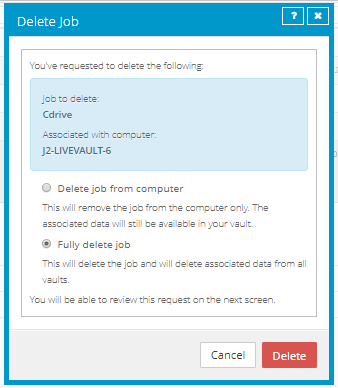 Delete Job
?
×
You've requested to delete the following:
Job to delete:
Cdrive
Associated with computer:
J2-LIVEVAULT-6
Delete job from computer
This will remove the job from the computer only. The
associated data will still be available in your vault.
Fully delete job
This will delete the job and will delete associated data from all
vaults.
You will be able to review this request on the next screen.
Cancel
Delete